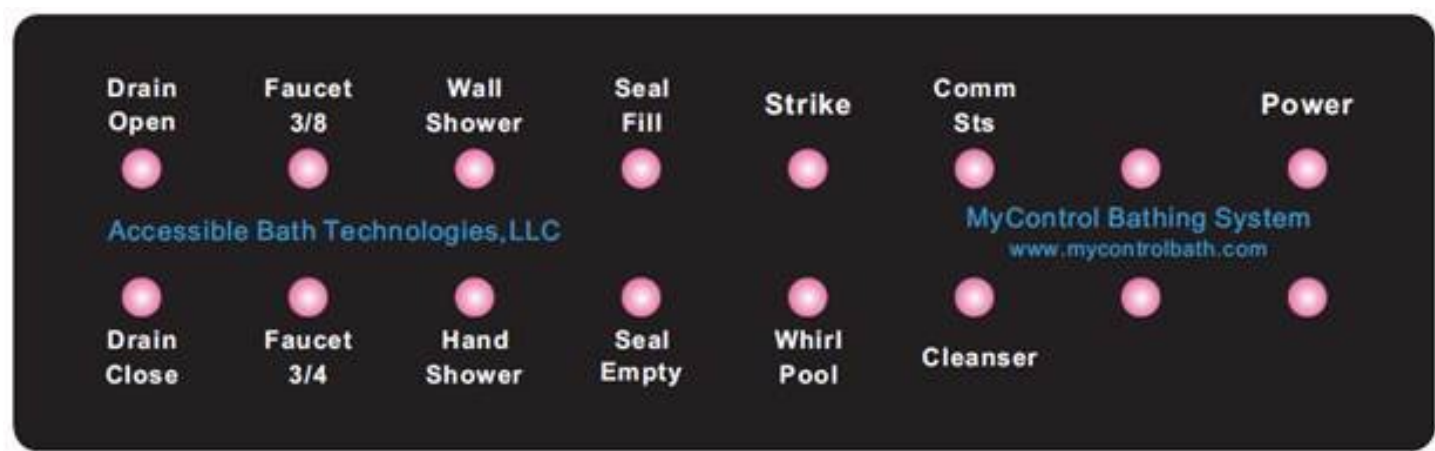 Drain
Open
Faucet
3/8
Wall
Shower
Seal
Fill
Strike
Comm
Sts
Power
Accessible Bath Technologies,LLC
MyControl Bathing System
www.mycontrolbath.com
Drain
Close
Faucet
3/4
Hand
Shower
Seal
Empty
Whirl
Pool
Cleanser